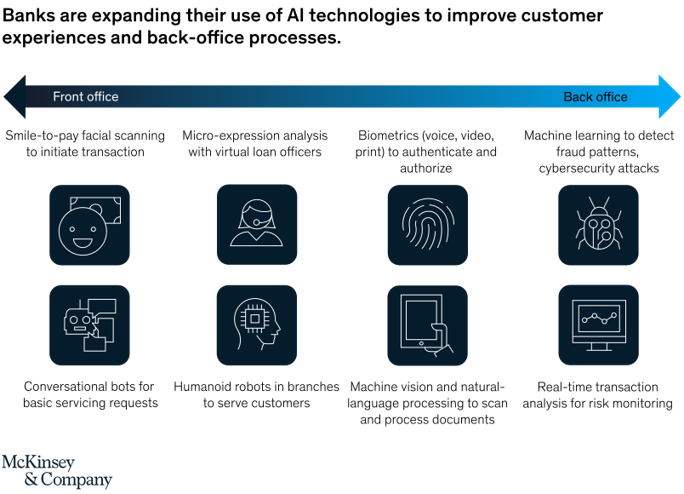 Banks are expanding their use of AI technologies to improve customer
experiences and back-office processes.
Front office
Back office
Smile-to-pay facial scanning
to initiate transaction
Micro-expression analysis
with virtual loan officers
Biometrics (voice, video,
print) to authenticate and
authorize
Machine learning to detect
fraud patterns,
cybersecurity attacks
Conversational bots for
basic servicing requests
Humanoid robots in branches
to serve customers
Machine vision and natural-
language processing to scan
and process documents
Real-time transaction
analysis for risk monitoring
McKinsey
& Company